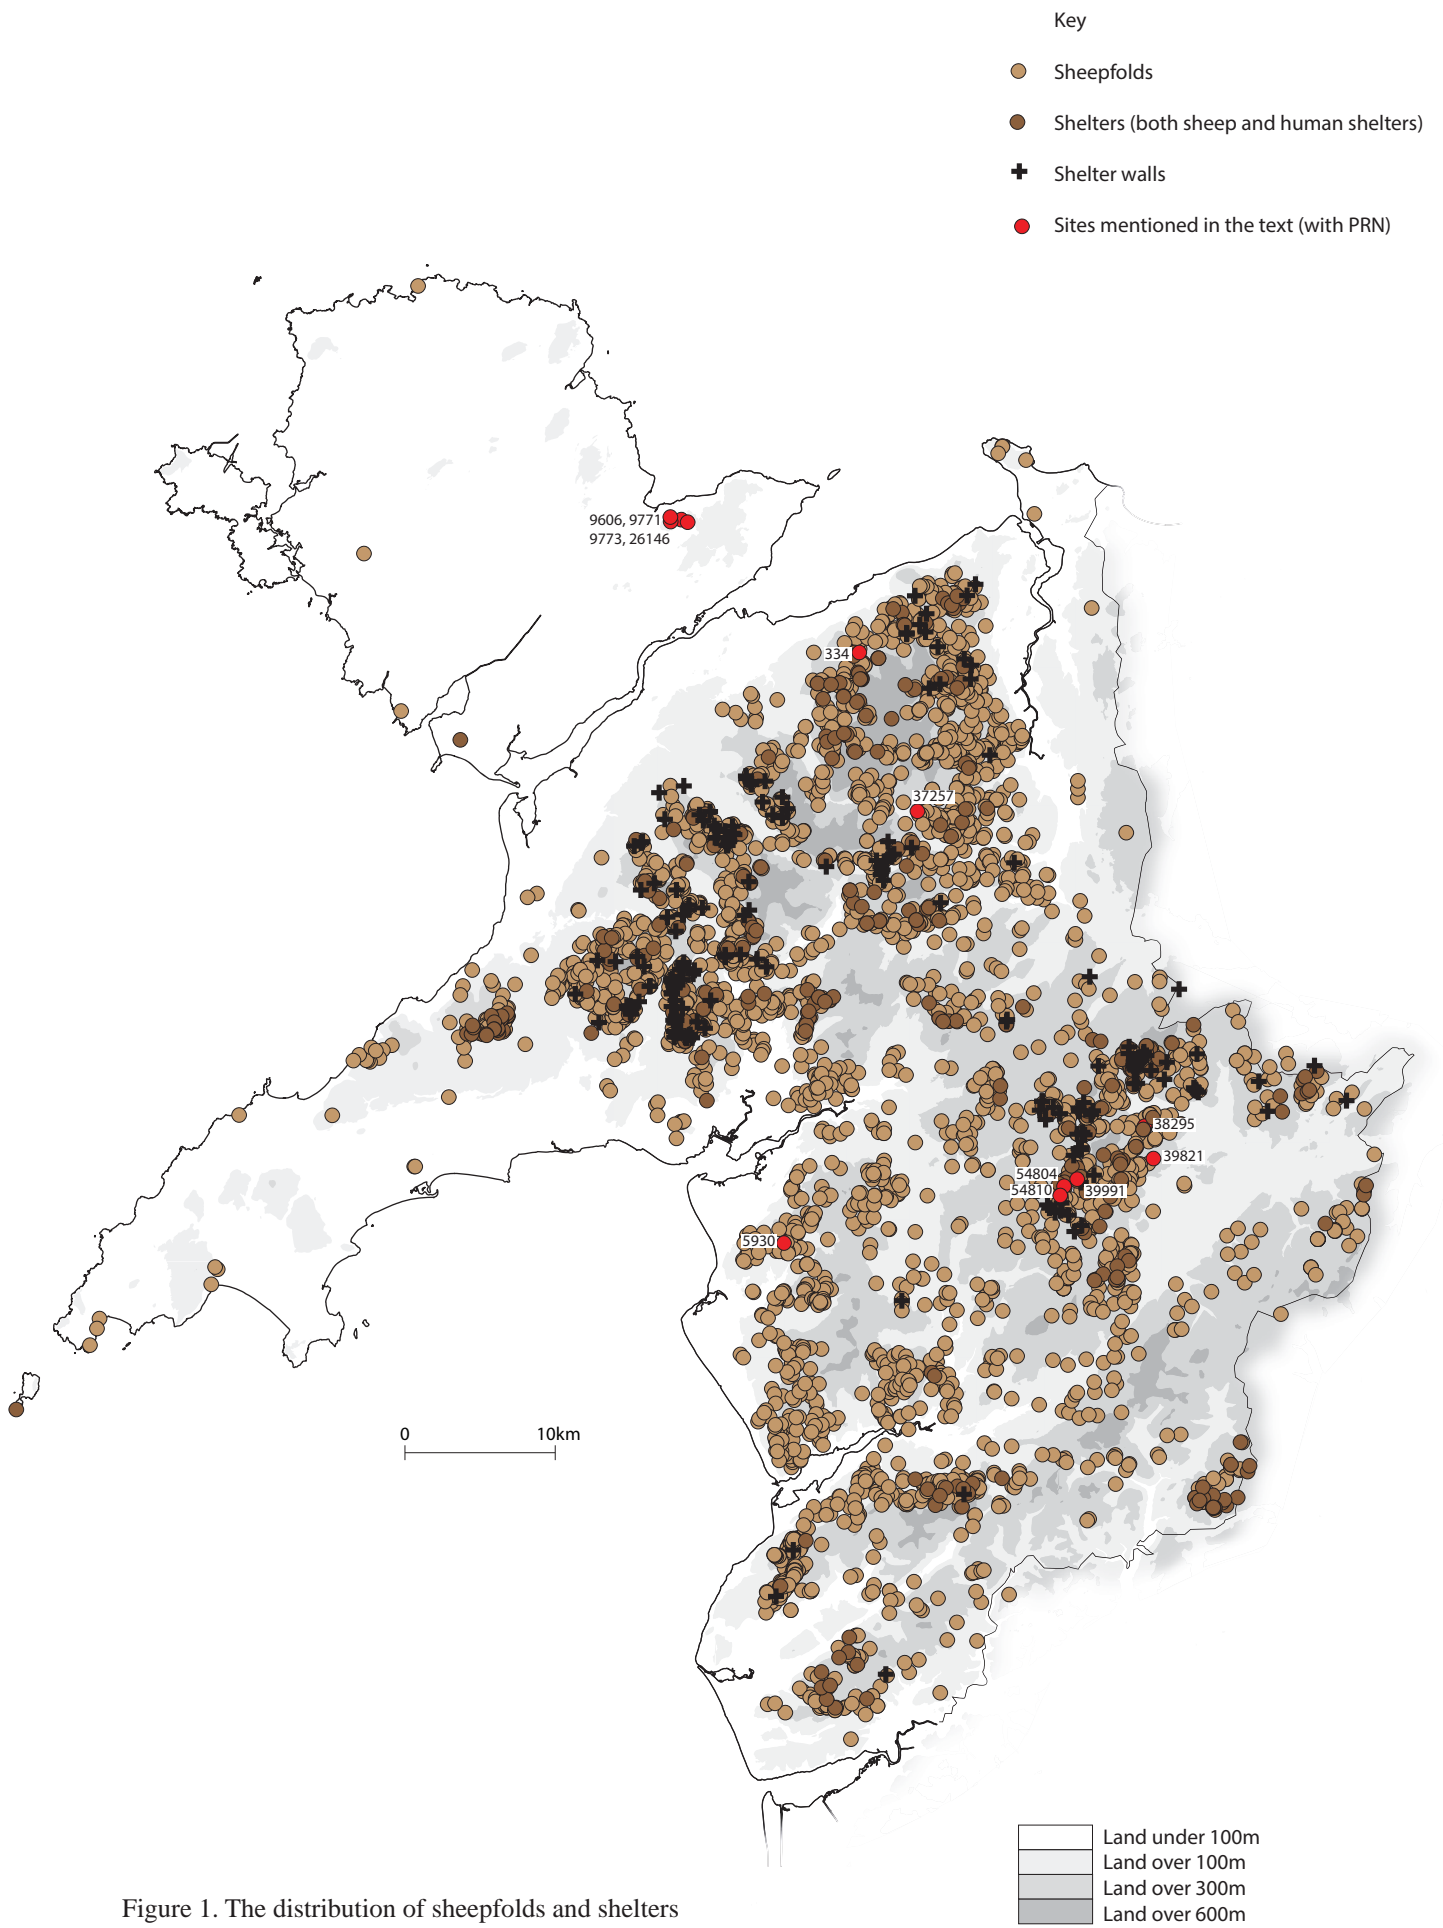 Key
Sheepfolds
Shelters (both sheep and human shelters)
Shelter walls
Sites mentioned in the text (with PRN)
9606, 9771
9773, 26146
334
37257
38295
39821
54804
54810
39991
5930
0 10km
Land under 100m
Land over 100m
Land over 300m
Land over 600m
Figure 1. The distribution of sheepfolds and shelters